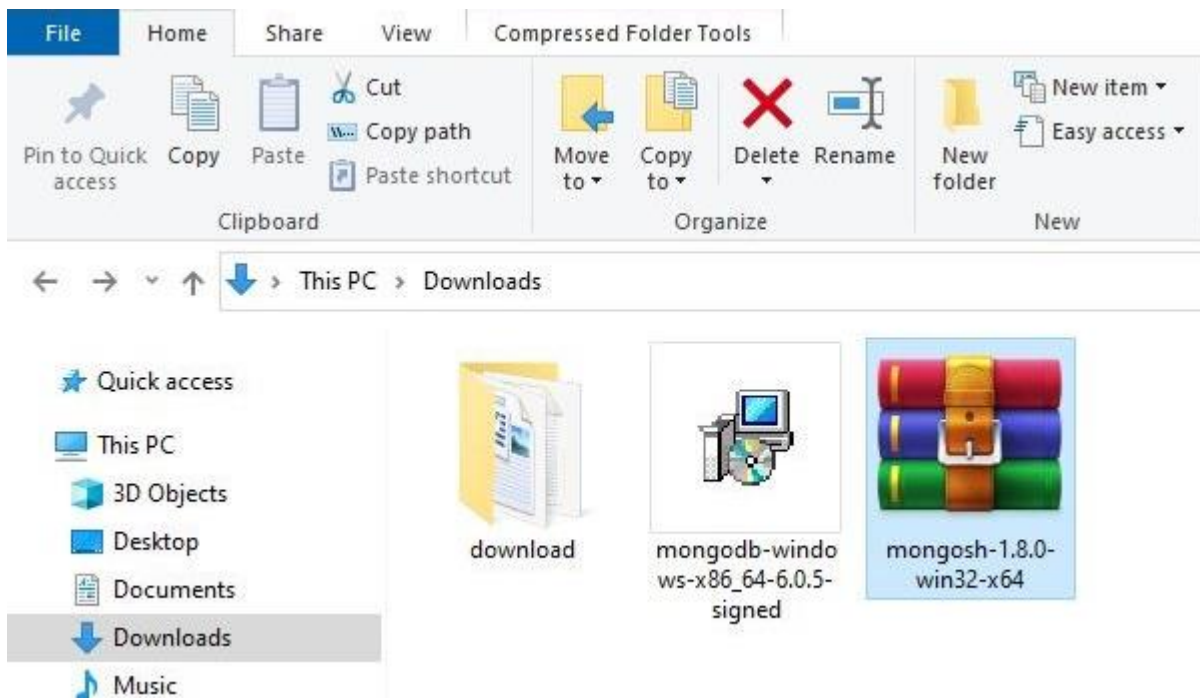 File Home Share View Compressed Folder Tools
Pin to Quick access
Copy
Paste
Cut
Copy path
Paste shortcut
Clipboard
Move to
Copy to
Delete
Rename
Organize
New folder
New item
Easy access
New
This PC Downloads
Quick access
This PC
3D Objects
Desktop
Documents
Downloads
Music
download
mongodb-windo
ws-x86_64-6.0.5-
signed
mongosh-1.8.0-
win32-x64